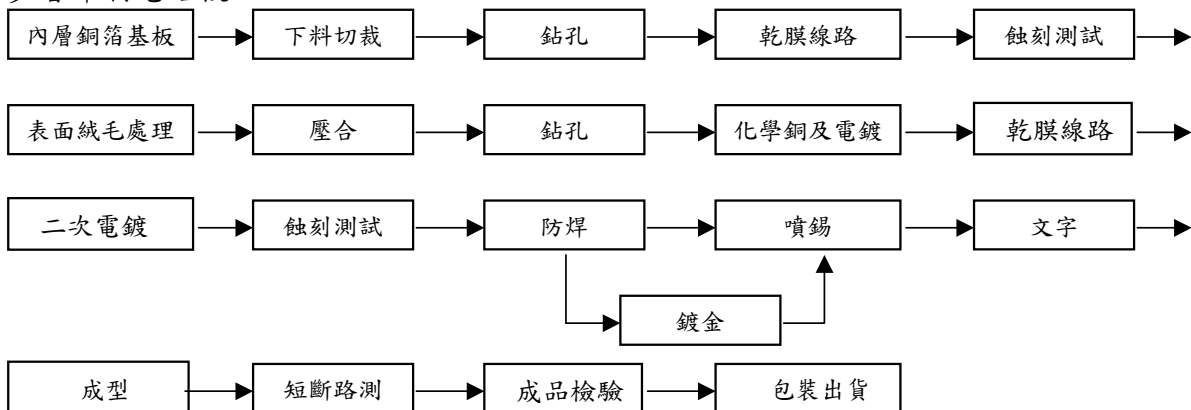 內層銅箔基板 下料切裁 鉆孔 乾膜線路 蝕刻測試
表面絨毛處理 壓合 鉆孔 化學銅及電鍍 乾膜線路
二次電鍍 蝕刻測試 防焊 噴錫 文字
鍍金
成型 短斷路測 成品檢驗 包裝出貨